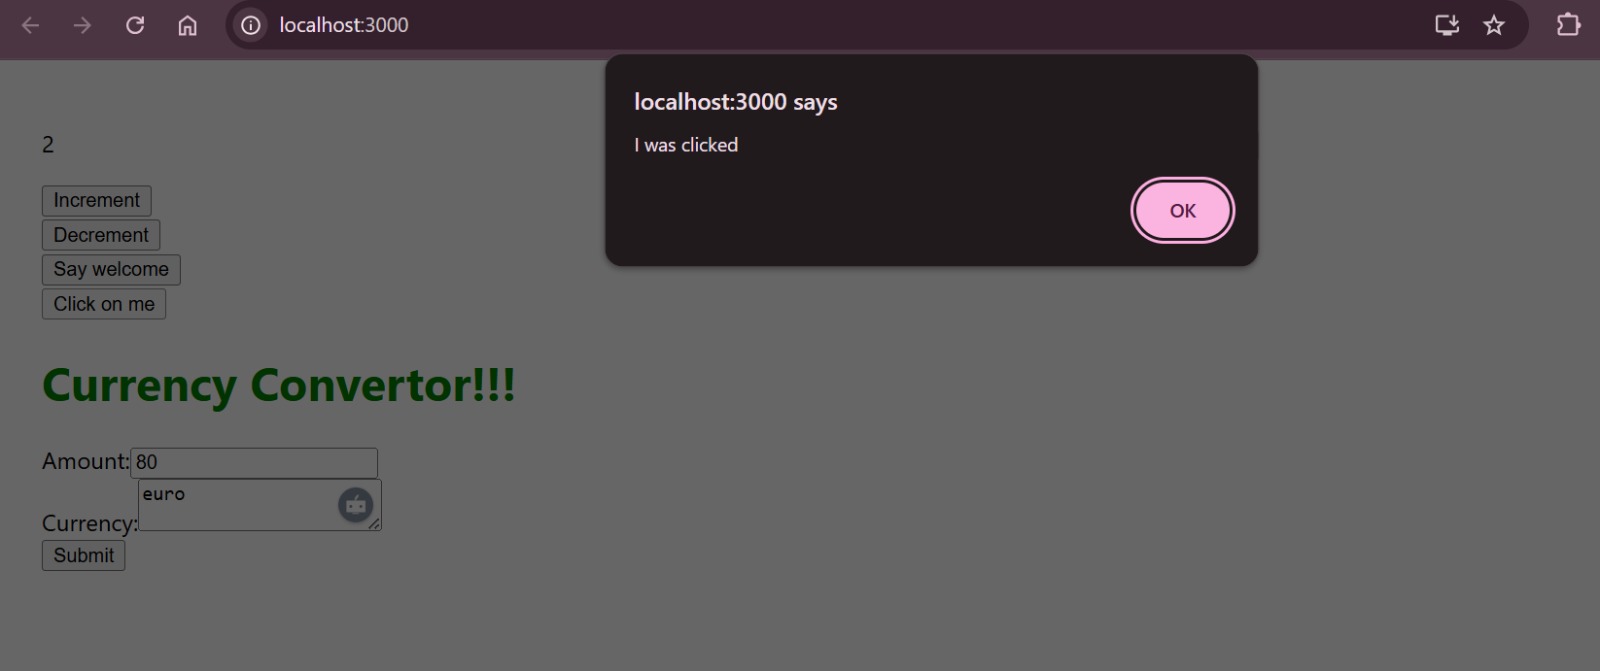 localhost:3000
localhost:3000 says
I was clicked
OK
2
Increment
Decrement
Say welcome
Click on me
Currency Convertor!!!
Amount: 80
Currency: euro
Submit